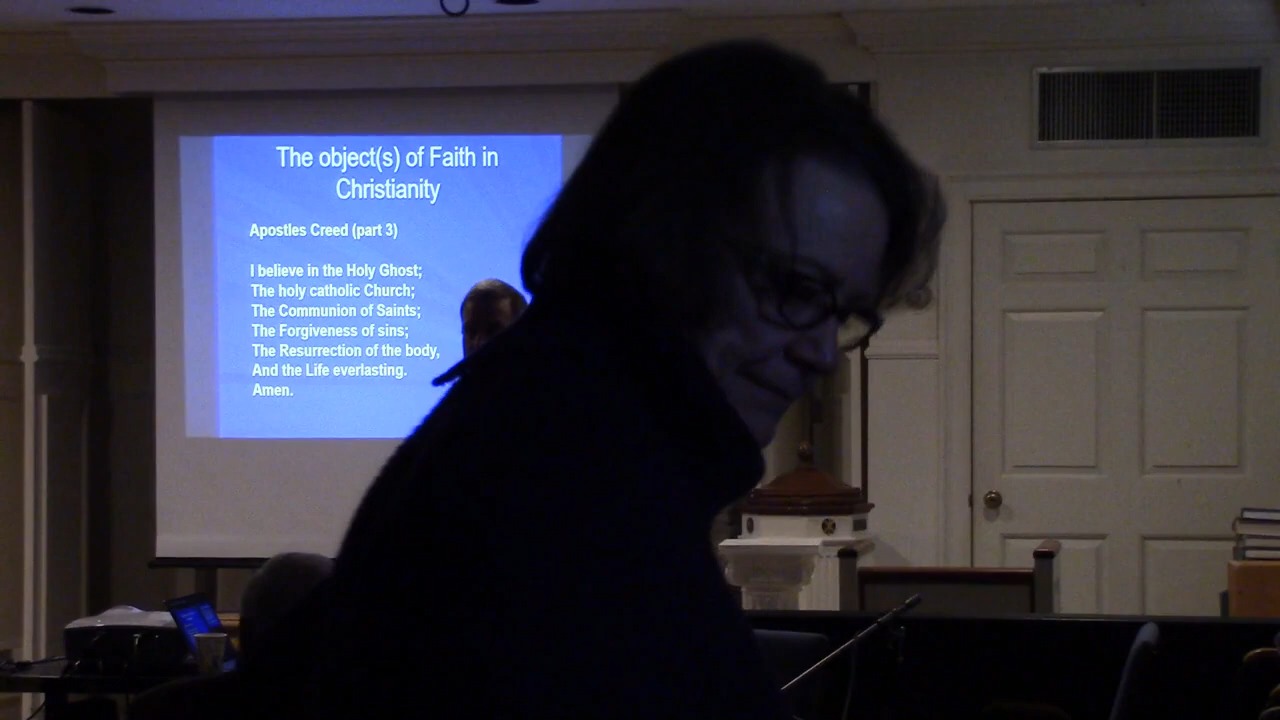 The object(s) of Faith in
Christianity
Apostles Creed (part 3)
I believe in the Holy Ghost;
The holy catholic Church;
The Communion of Saints;
The Forgiveness of sins;
The Resurrection of the body,
And the Life everlasting.
Amen.